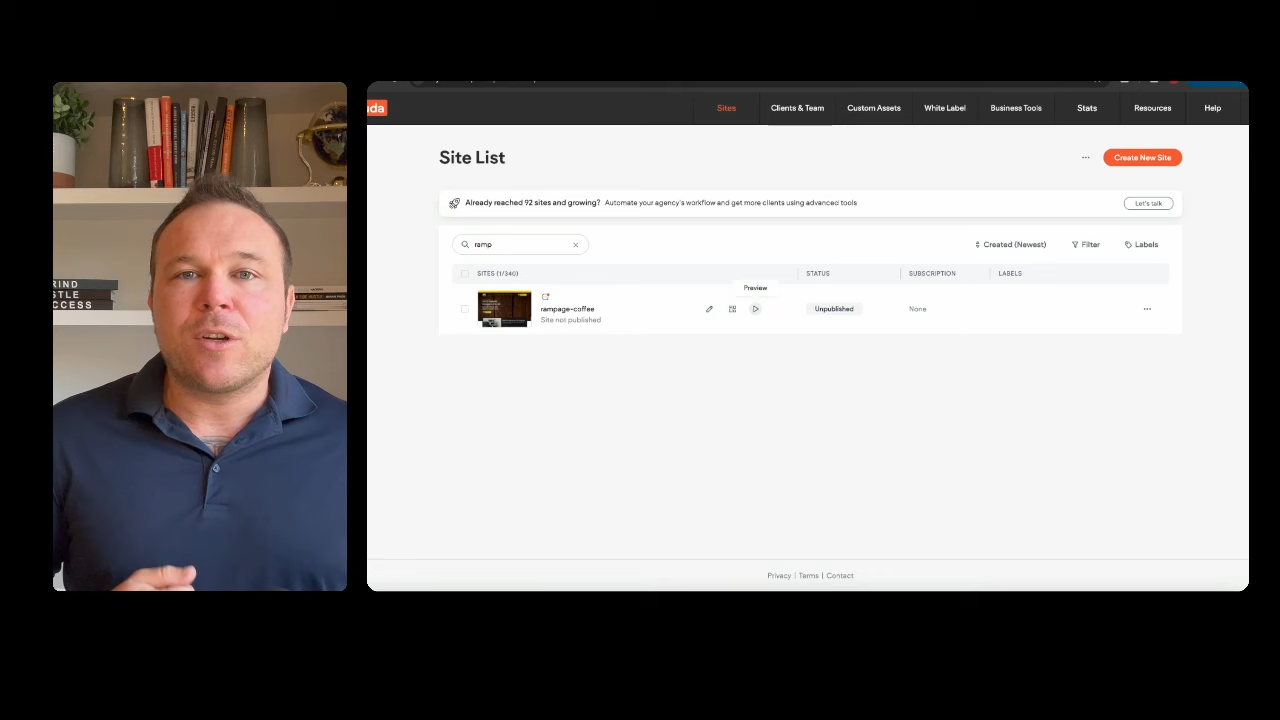 RIND
STLE
CCESS
uda
Sites
Clients & Team
Custom Assets
White Label
Business Tools
Stats
Resources
Help
Site List
...
Create New Site
Already reached 92 sites and growing? Automate your agency's workflow and get more clients using advanced tools
Let's talk
ramp
Created (Newest)
Filter
Labels
SITES (1/340)
STATUS
SUBSCRIPTION
LABELS
Preview
rampage-coffee
Site not published
Unpublished
None
...
Privacy | Terms | Contact